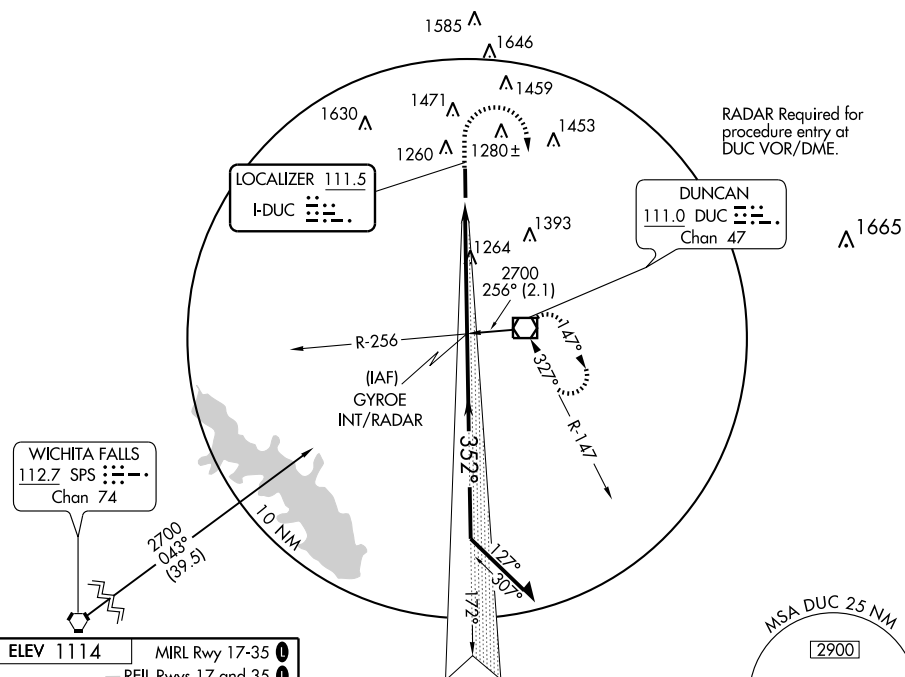 1585
1646
1459
1471
1630
1453
1260
1280±
RADAR Required for
procedure entry at
DUC VOR/DME.
LOCALIZER 111.5
I-DUC
DUNCAN
111.0 DUC
Chan 47
1393
1665
1264
2700
256° (2.1)
R-256
147°
327°
(IAF)
GYROE
INT/RADAR
R-147
352°
WICHITA FALLS
112.7 SPS
Chan 74
2700
043°
(39.5)
10 NM
127°
307°
172°
MSA DUC 25 NM
2900
ELEV 1114
MIRL Rwy 17-35 L
REIL Rwys 17 and 35 L